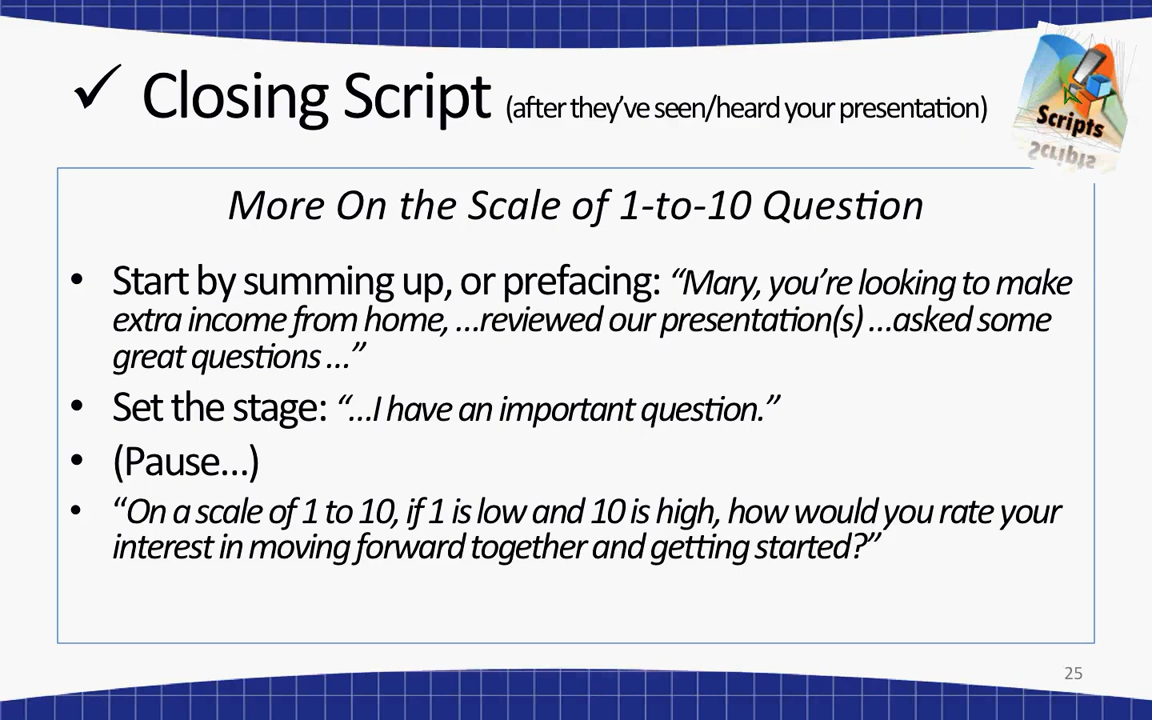 ✓ Closing Script (after they've seen/heard your presentation)
Scripts
More On the Scale of 1-to-10 Question
• Start by summing up, or prefacing: “Mary, you’re looking to make
extra income from home, …reviewed our presentation(s) …asked some
great questions …”
• Set the stage: “…I have an important question.”
• (Pause…)
• “On a scale of 1 to 10, if 1 is low and 10 is high, how would you rate your
interest in moving forward together and getting started?”
25